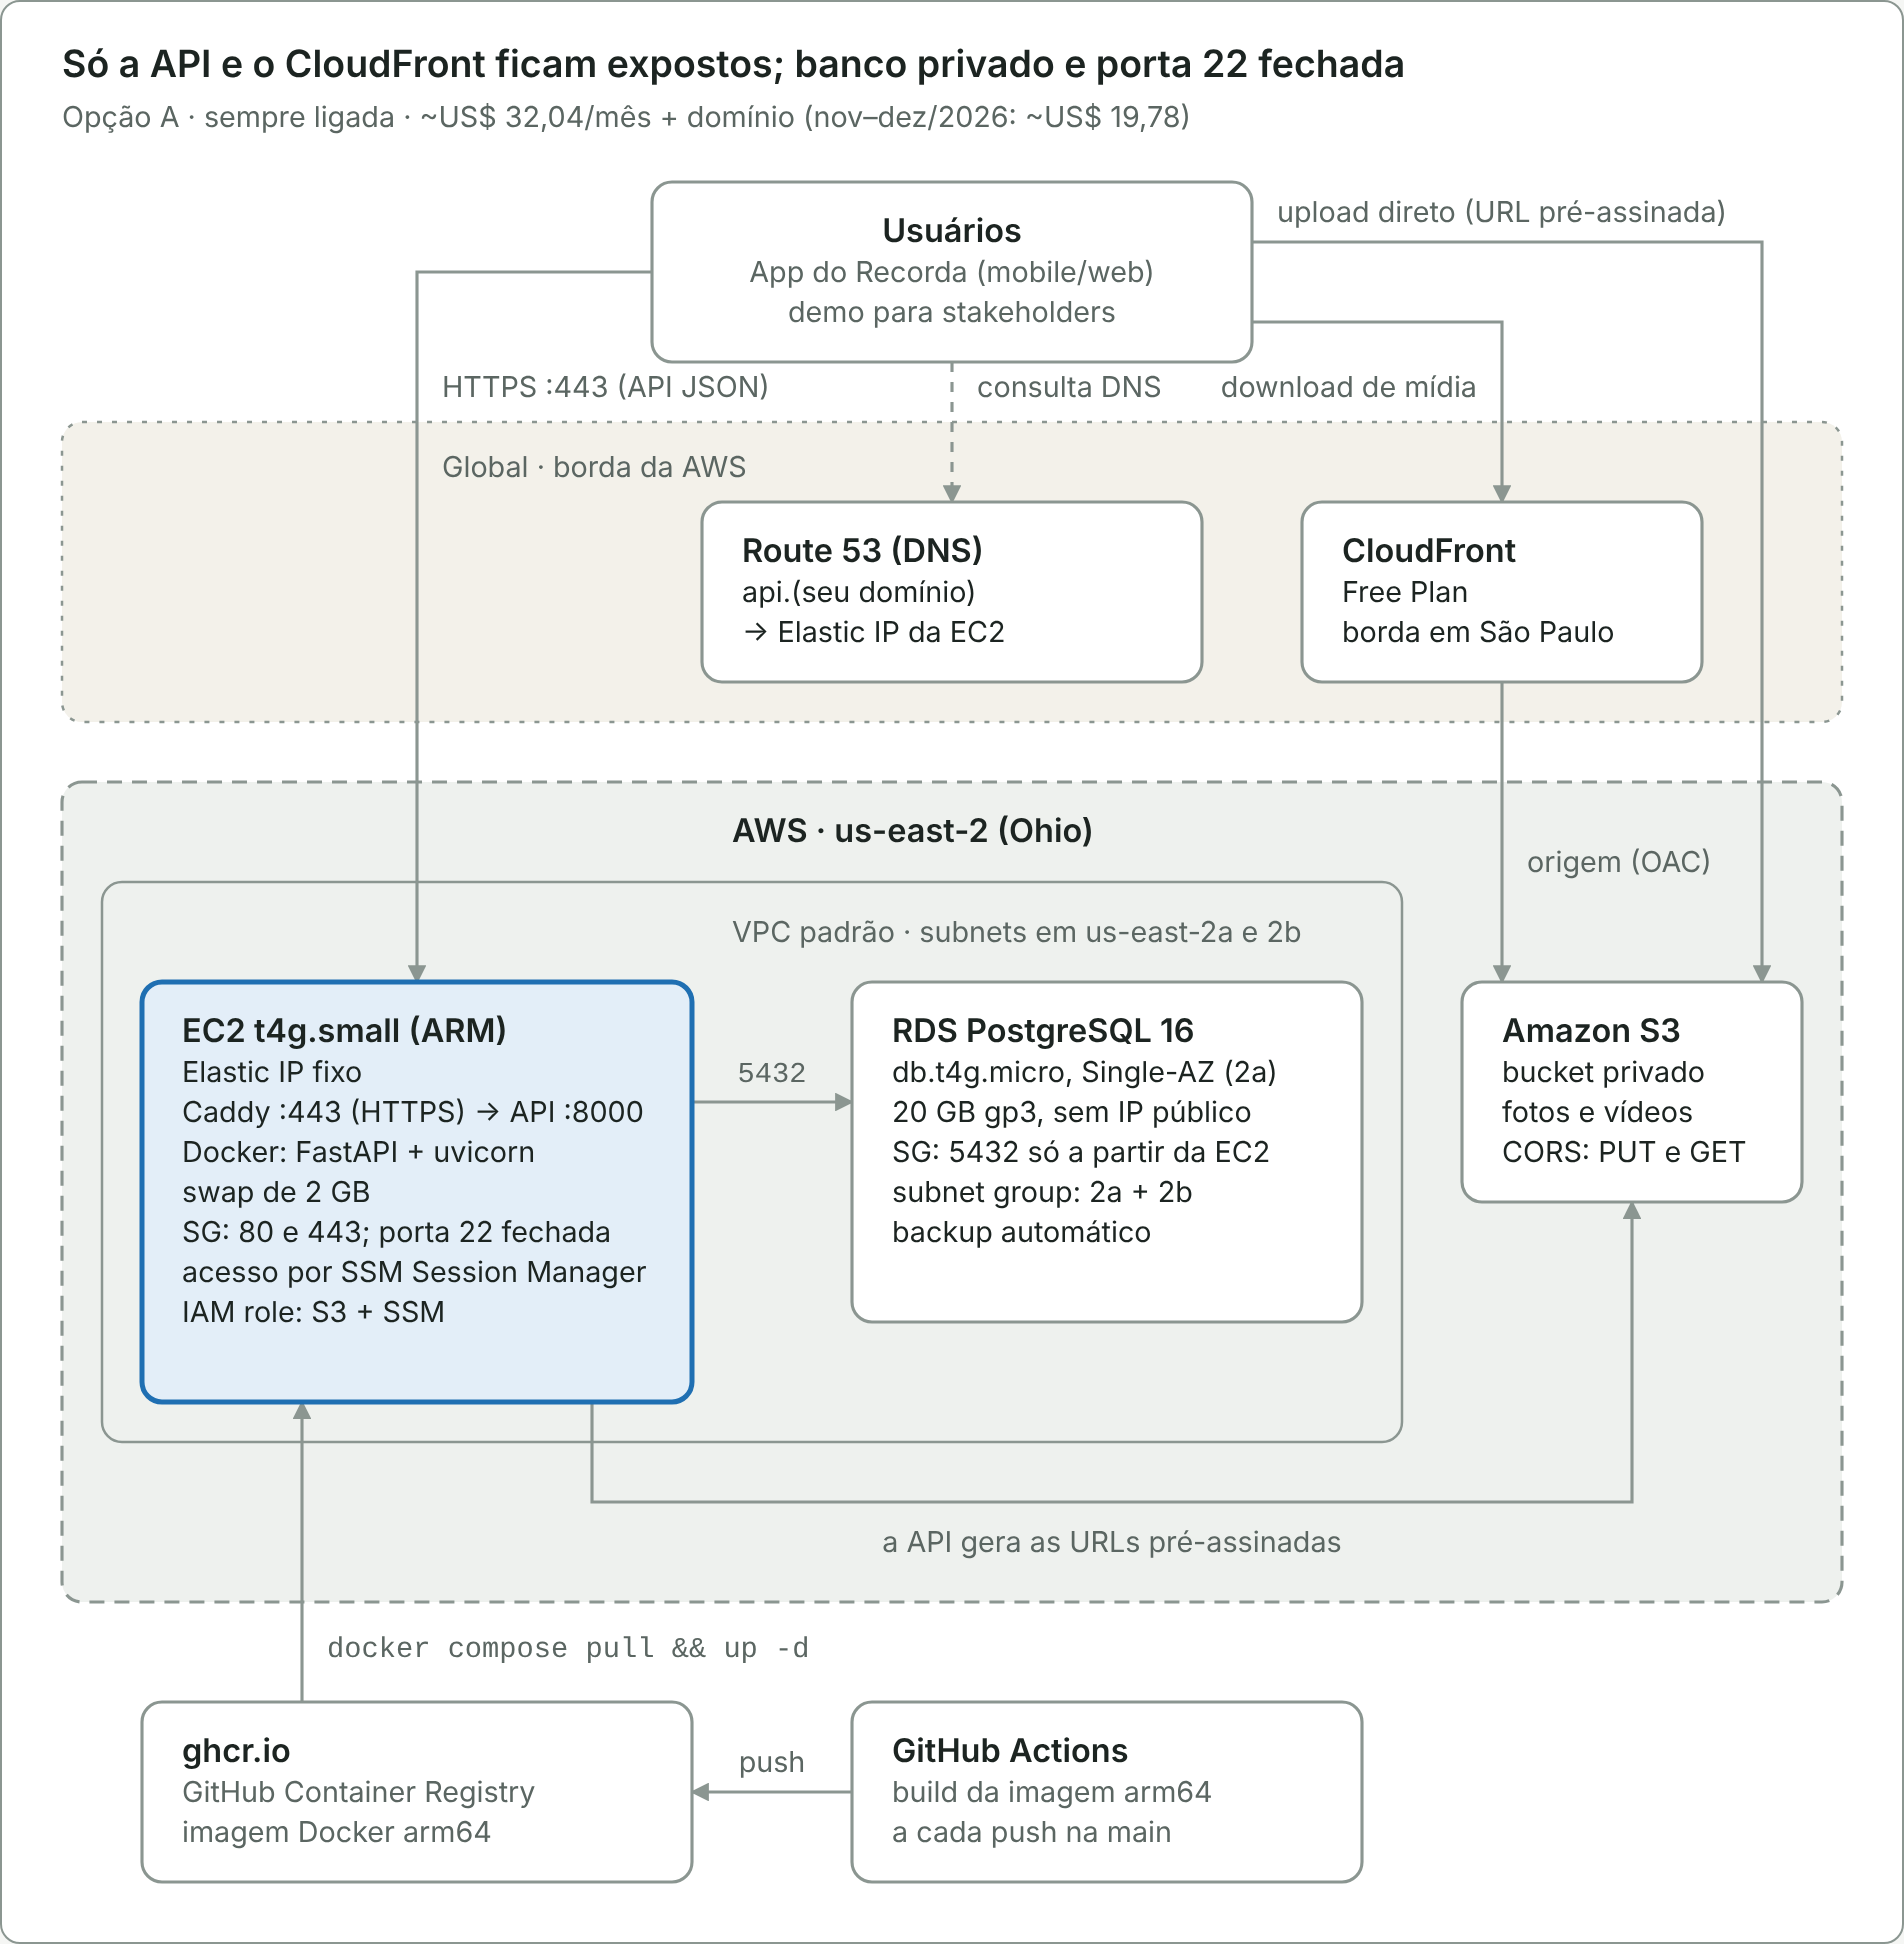 Só a API e o CloudFront ficam expostos; banco privado e porta 22 fechada
Opção A · sempre ligada · ~US$ 32,04/mês + domínio (nov–dez/2026: ~US$ 19,78)
Usuários
App do Recorda (mobile/web)
demo para stakeholders
upload direto (URL pré-assinada)
HTTPS :443 (API JSON)
consulta DNS
download de mídia
Global · borda da AWS
Route 53 (DNS)
api.(seu domínio)
→ Elastic IP da EC2
CloudFront
Free Plan
borda em São Paulo
AWS · us-east-2 (Ohio)
origem (OAC)
VPC padrão · subnets em us-east-2a e 2b
EC2 t4g.small (ARM)
Elastic IP fixo
Caddy :443 (HTTPS) → API :8000
Docker: FastAPI + uvicorn
swap de 2 GB
SG: 80 e 443; porta 22 fechada
acesso por SSM Session Manager
IAM role: S3 + SSM
5432
RDS PostgreSQL 16
db.t4g.micro, Single-AZ (2a)
20 GB gp3, sem IP público
SG: 5432 só a partir da EC2
subnet group: 2a + 2b
backup automático
Amazon S3
bucket privado
fotos e vídeos
CORS: PUT e GET
a API gera as URLs pré-assinadas
docker compose pull && up -d
ghcr.io
GitHub Container Registry
imagem Docker arm64
push
GitHub Actions
build da imagem arm64
a cada push na main